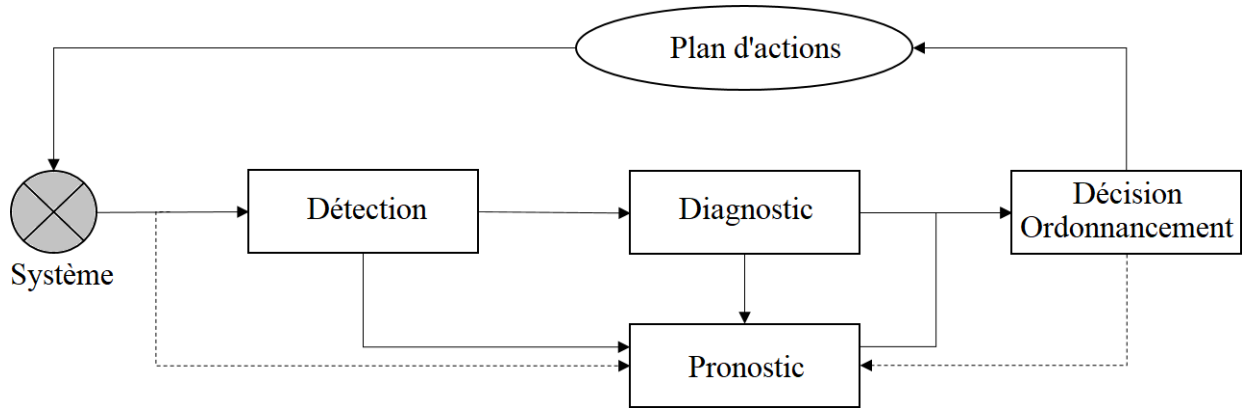 Plan d'actions
Détection
Diagnostic
Décision
Ordonnancement
Système
Pronostic